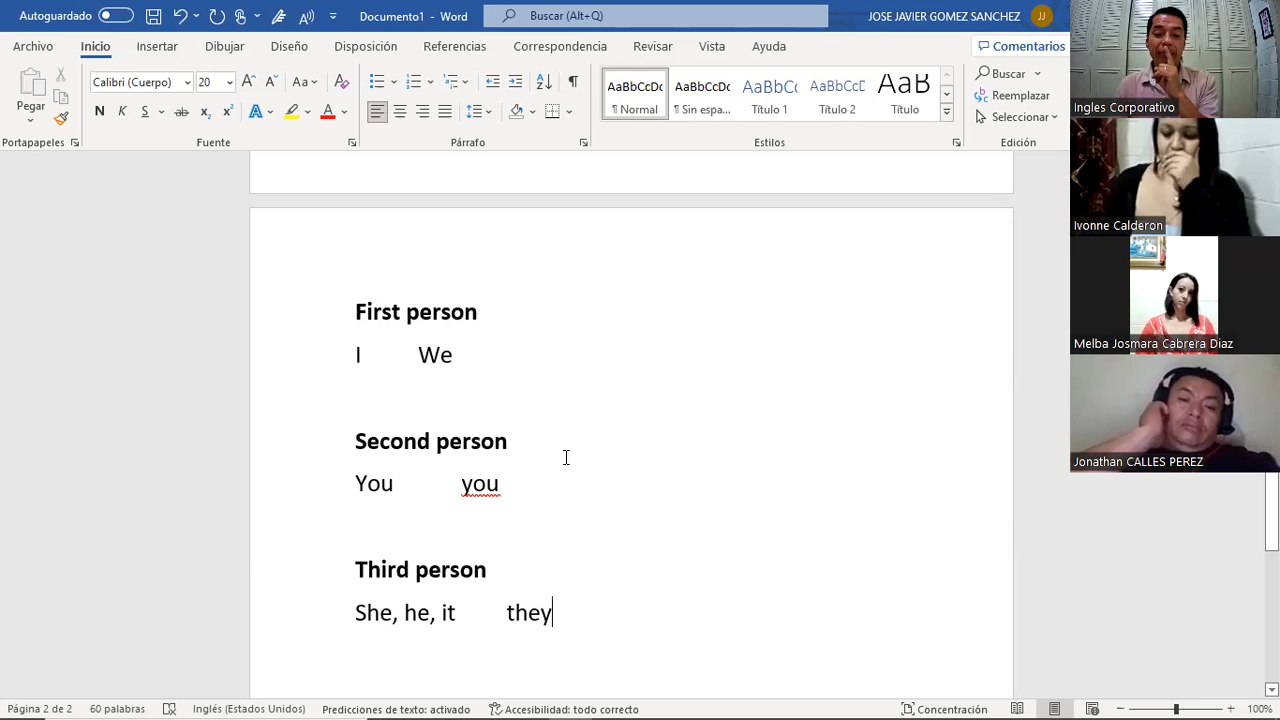 Autoguardado
Documento1 - Word
Buscar (Alt+Q)
JOSE JAVIER GOMEZ SANCHEZ
JJ
Archivo Inicio Insertar Dibujar Diseño Disposición Referencias Correspondencia Revisar Vista Ayuda
Comentarios
Pegar
Calibri (Cuerpo) 20
AaBbCcDc AaBbCcDc AaBbCc AaBbCcD AaB
¶ Normal ¶ Sin espa... Título 1 Título 2 Título
Buscar
Reemplazar
Seleccionar
Portapapeles Fuente Párrafo Estilos Edición
First person
I We
Second person
You you
Third person
She, he, it they
Página 2 de 2 60 palabras Inglés (Estados Unidos) Predicciones de texto: activado Accesibilidad: todo correcto Concentración 100%
Ingles Corporativo
Ivonne Calderon
Melba Josmara Cabrera Diaz
Jonathan CALLES PEREZ